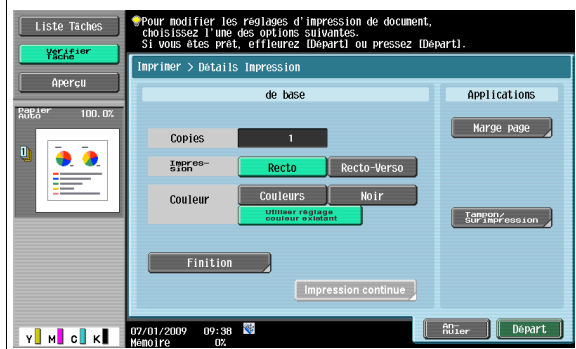 Liste Tâches
Vérifier
Tâche
Aperçu
Papier
Auto
100.0%
Y M C K
Pour modifier les réglages d'impression de document,
choisissez l'une des options suivantes.
Si vous êtes prêt, effleurez [Départ] ou pressez [Départ].
Imprimer > Détails Impression
de base
Applications
Copies
1
Marge page
Impres-
sion
Recto
Recto-Verso
Couleur
Couleurs
Noir
Utiliser réglage
couleur existant
Tampon/
Surimpression
Finition
Impression continue
07/01/2009 09:38
Mémoire 0%
An-
nuler
Départ